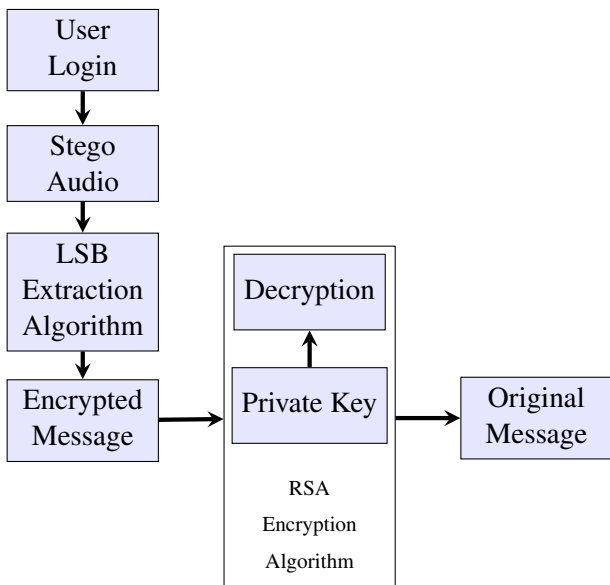 User
Login
Stego
Audio
LSB
Extraction
Algorithm
Encrypted
Message
Decryption
Private Key
RSA
Encryption
Algorithm
Original
Message